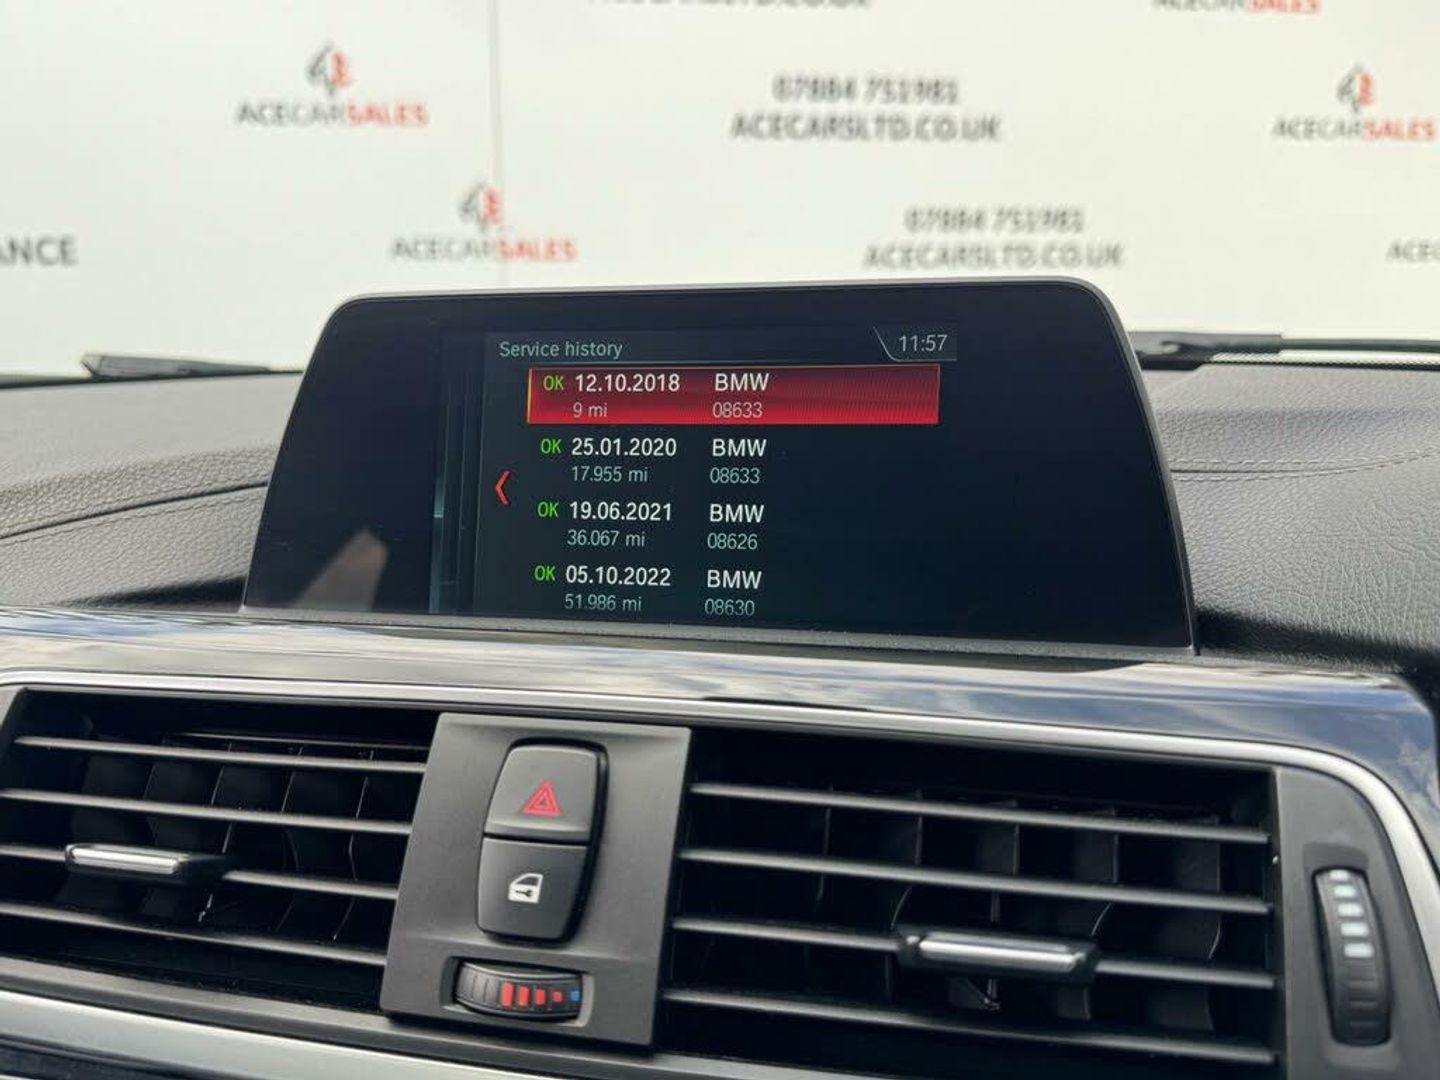 ACECARSALES
ACECARSALES
07884 751981
ACECARSLTD.CO.UK
ACECARSALES
ACECARSALES
07884 751981
ACECARSLTD.CO.UK
Service history
11:57
OK 12.10.2018 BMW
9 mi 08633
OK 25.01.2020 BMW
17.955 mi 08633
OK 19.06.2021 BMW
36.067 mi 08626
OK 05.10.2022 BMW
51.986 mi 08630